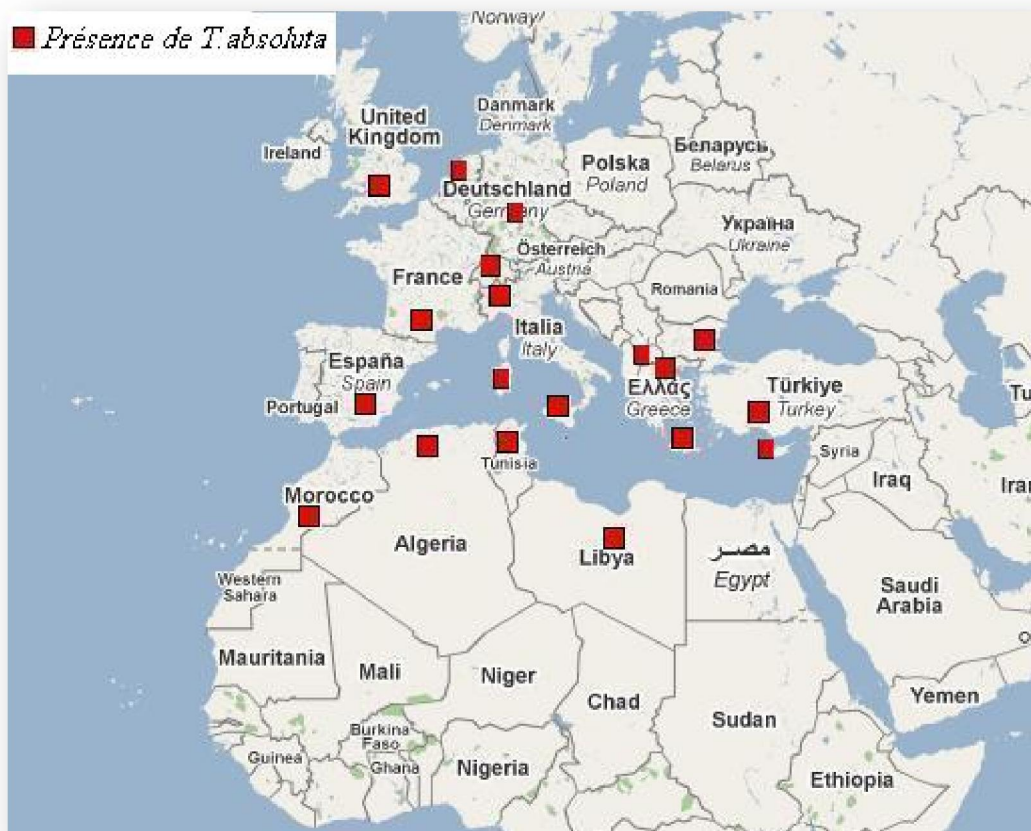 Présence de T.absoluta
Norway
United
Kingdom
Danmark
Denmark
Ireland
Беларусь
Belarus
Polska
Poland
Deutschland
Germany
Україна
Ukraine
Österreich
Austria
France
Romania
Italia
Italy
España
Spain
Portugal
Ελλάς
Greece
Türkiye
Turkey
Tunisia
Syria
Iraq
Iran
Morocco
Algeria
Libya
مصر
Egypt
Western
Sahara
Saudi
Arabia
Mauritania
Mali
Niger
Chad
Sudan
Yemen
Burkina
Faso
Guinea
Ghana
Nigeria
Ethiopia